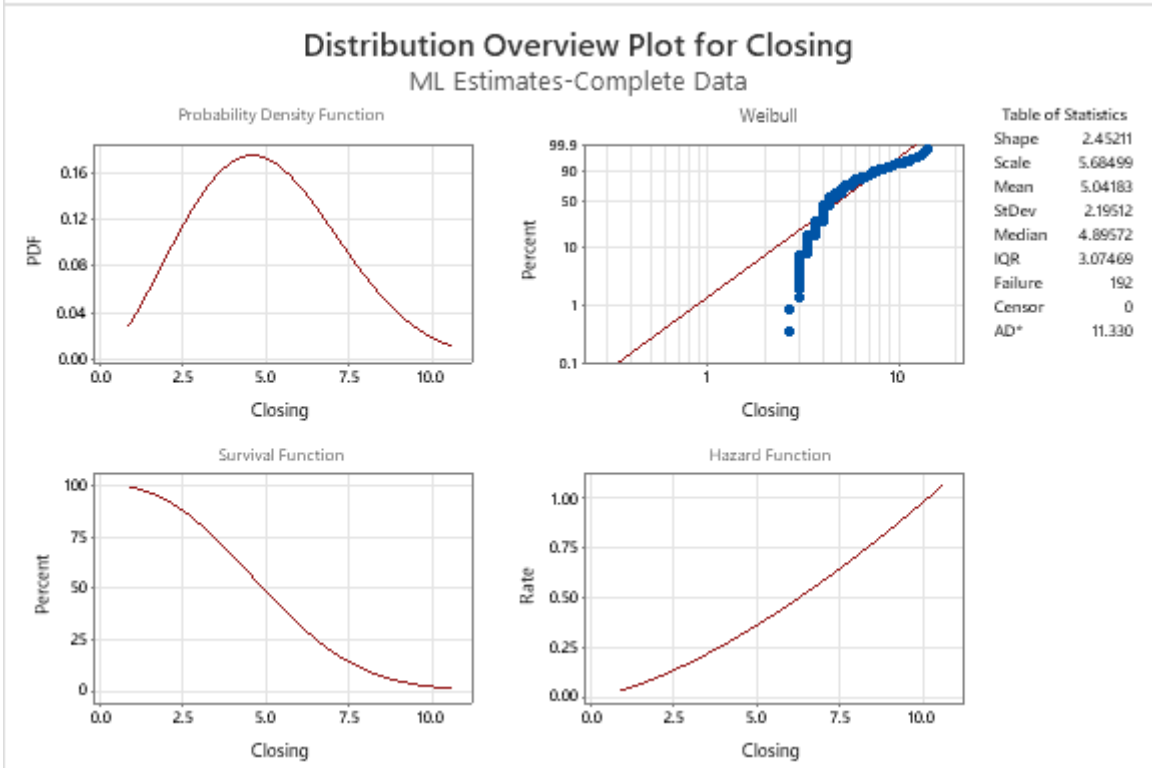 Distribution Overview Plot for Closing
ML Estimates-Complete Data
Probability Density Function
PDF
0.16
0.12
0.08
0.04
0.00
0.0 2.5 5.0 7.5 10.0
Closing
Weibull
Percent
99.9
90
50
10
1
0.1
1 10
Closing
Table of Statistics
Shape 2.45211
Scale 5.68499
Mean 5.04183
StDev 2.19512
Median 4.89572
IQR 3.07469
Failure 192
Censor 0
AD* 11.330
Survival Function
Percent
100
75
50
25
0
0.0 2.5 5.0 7.5 10.0
Closing
Hazard Function
Rate
1.00
0.75
0.50
0.25
0.00
0.0 2.5 5.0 7.5 10.0
Closing